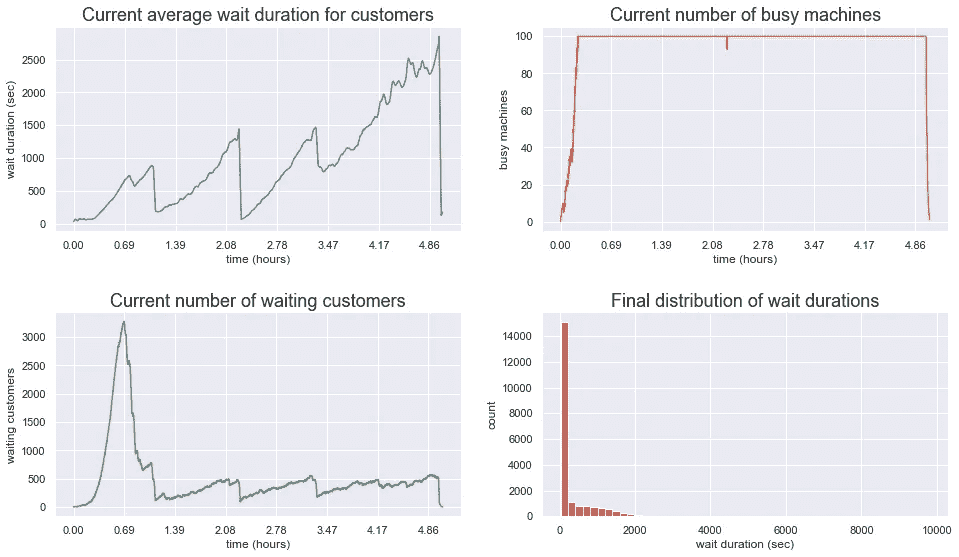 Current average wait duration for customers
wait duration (sec)
2500
2000
1500
1000
500
0
0.00 0.69 1.39 2.08 2.78 3.47 4.17 4.86
time (hours)
Current number of busy machines
busy machines
100
80
60
40
20
0
0.00 0.69 1.39 2.08 2.78 3.47 4.17 4.86
time (hours)
Current number of waiting customers
waiting customers
3000
2500
2000
1500
1000
500
0
0.00 0.69 1.39 2.08 2.78 3.47 4.17 4.86
time (hours)
Final distribution of wait durations
count
14000
12000
10000
8000
6000
4000
2000
0
0 2000 4000 6000 8000 10000
wait duration (sec)